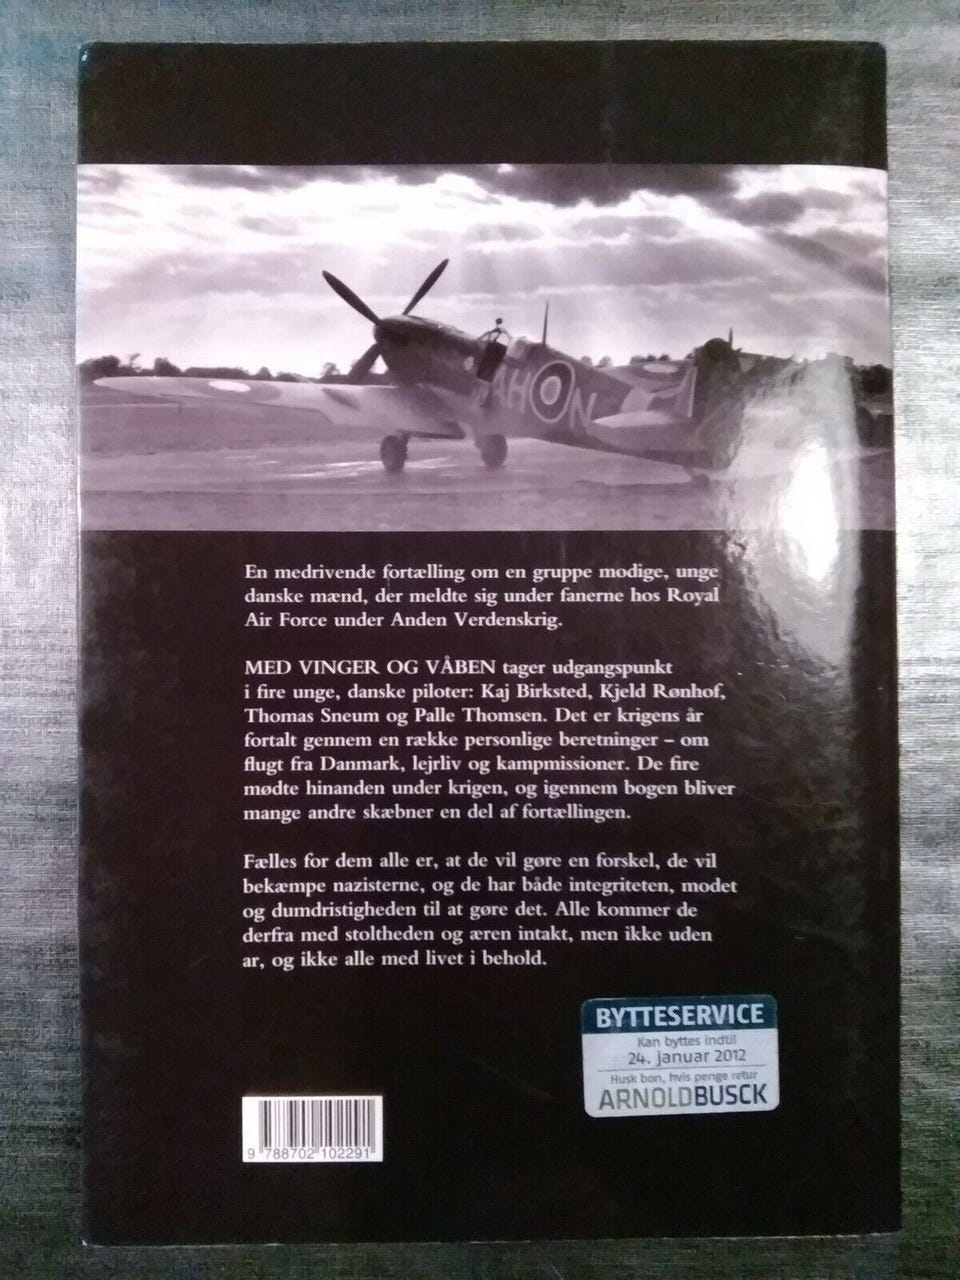 AH
N
En medrivende fortælling om en gruppe modige, unge
danske mænd, der meldte sig under fanerne hos Royal
Air Force under Anden Verdenskrig.
MED VINGER OG VÅBEN tager udgangspunkt
i fire unge, danske piloter: Kaj Birksted, Kjeld Rønhof,
Thomas Sneum og Palle Thomsen. Det er krigens år
fortalt gennem en række personlige beretninger – om
flugt fra Danmark, lejrliv og kampmissioner. De fire
mødte hinanden under krigen, og igennem bogen bliver
mange andre skæbner en del af fortællingen.
Fælles for dem alle er, at de vil gøre en forskel, de vil
bekæmpe nazisterne, og de har både integriteten, modet
og dumdristigheden til at gøre det. Alle kommer de
derfra med stoltheden og æren intakt, men ikke uden
ar, og ikke alle med livet i behold.
BYTTESERVICE
Kan byttes indtil
24. januar 2012
Husk bon, hvis penge retur
ARNOLDBUSCK
9 788702 102291